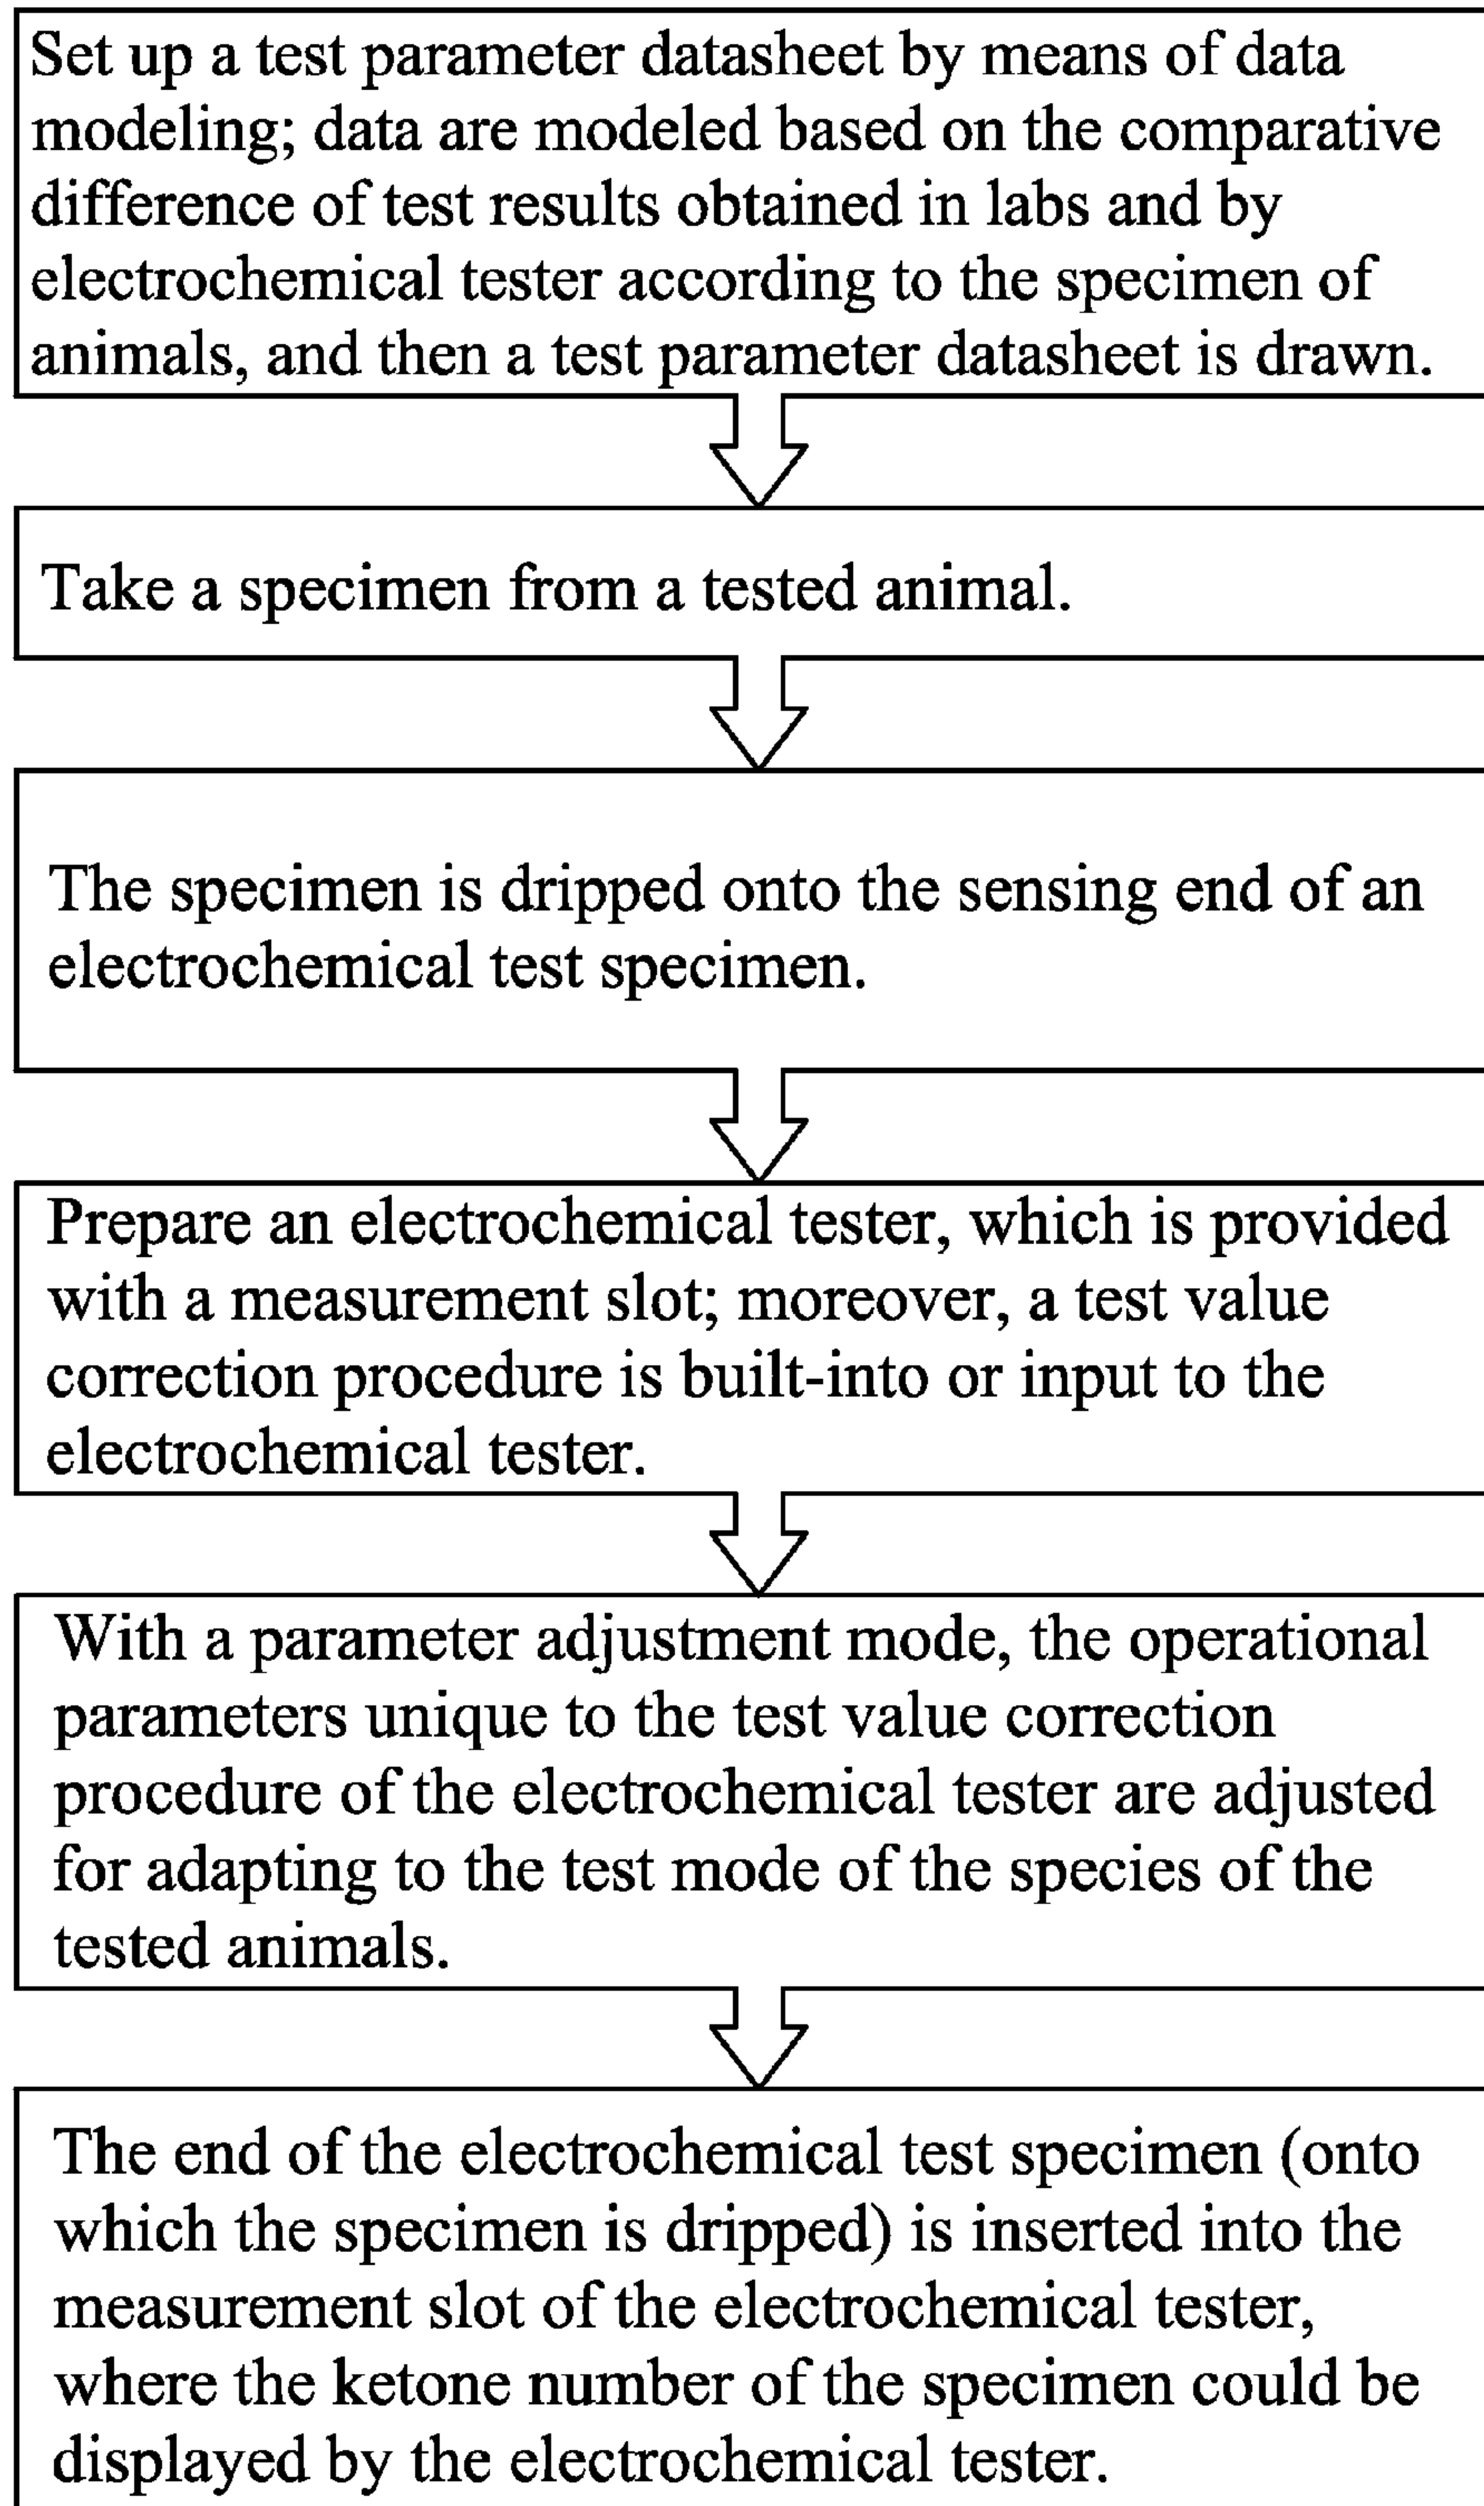 Set up a test parameter datasheet by means of data
modeling; data are modeled based on the comparative
difference of test results obtained in labs and by
electrochemical tester according to the specimen of
animals, and then a test parameter datasheet is drawn.
Take a specimen from a tested animal.
The specimen is dripped onto the sensing end of an
electrochemical test specimen.
Prepare an electrochemical tester, which is provided
with a measurement slot; moreover, a test value
correction procedure is built-into or input to the
electrochemical tester.
With a parameter adjustment mode, the operational
parameters unique to the test value correction
procedure of the electrochemical tester are adjusted
for adapting to the test mode of the species of the
tested animals.
The end of the electrochemical test specimen (onto
which the specimen is dripped) is inserted into the
measurement slot of the electrochemical tester,
where the ketone number of the specimen could be
displayed by the electrochemical tester.